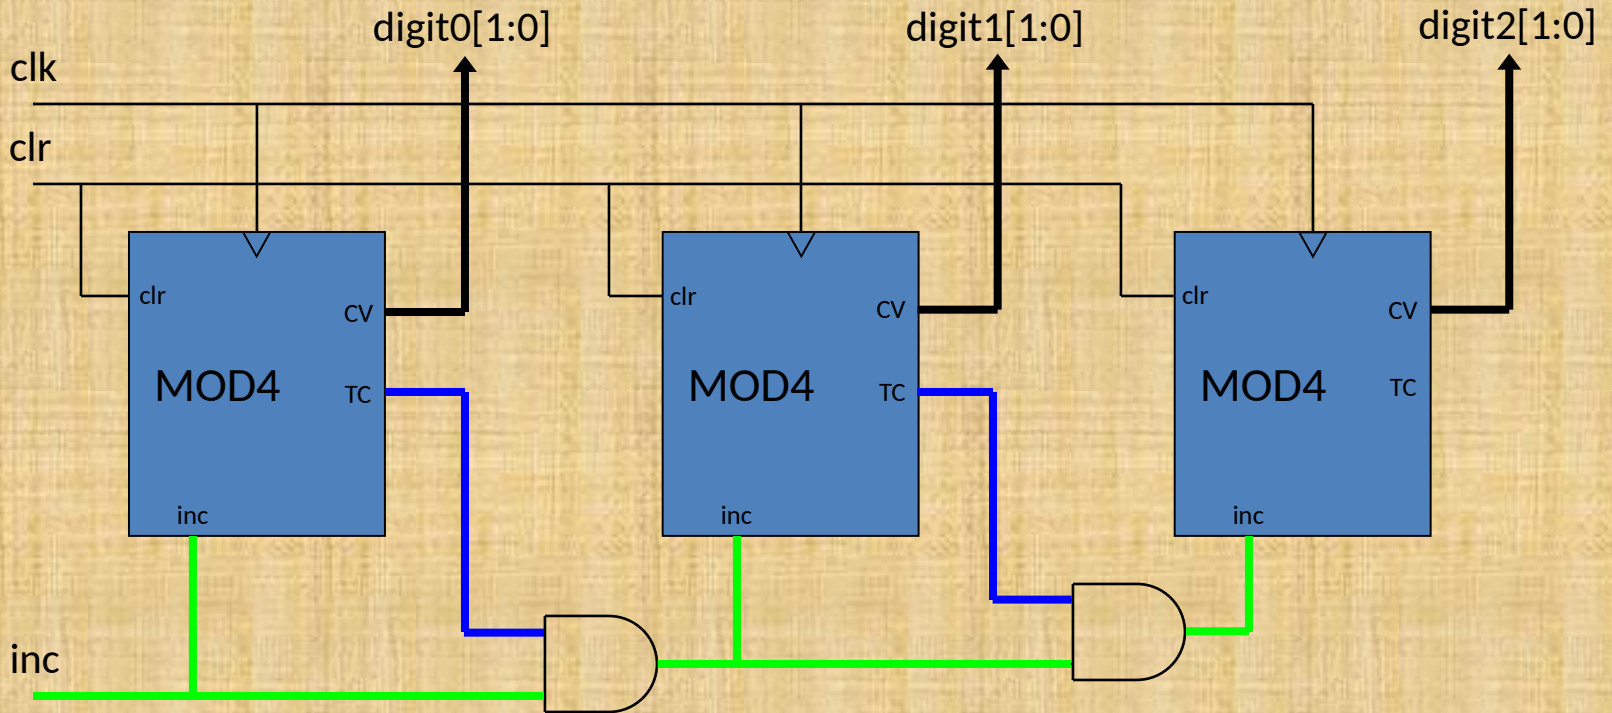 digit0[1:0]
digit1[1:0]
digit2[1:0]
clk
clr
clr
CV
MOD4
TC
inc
clr
CV
MOD4
TC
inc
clr
CV
MOD4
TC
inc
inc